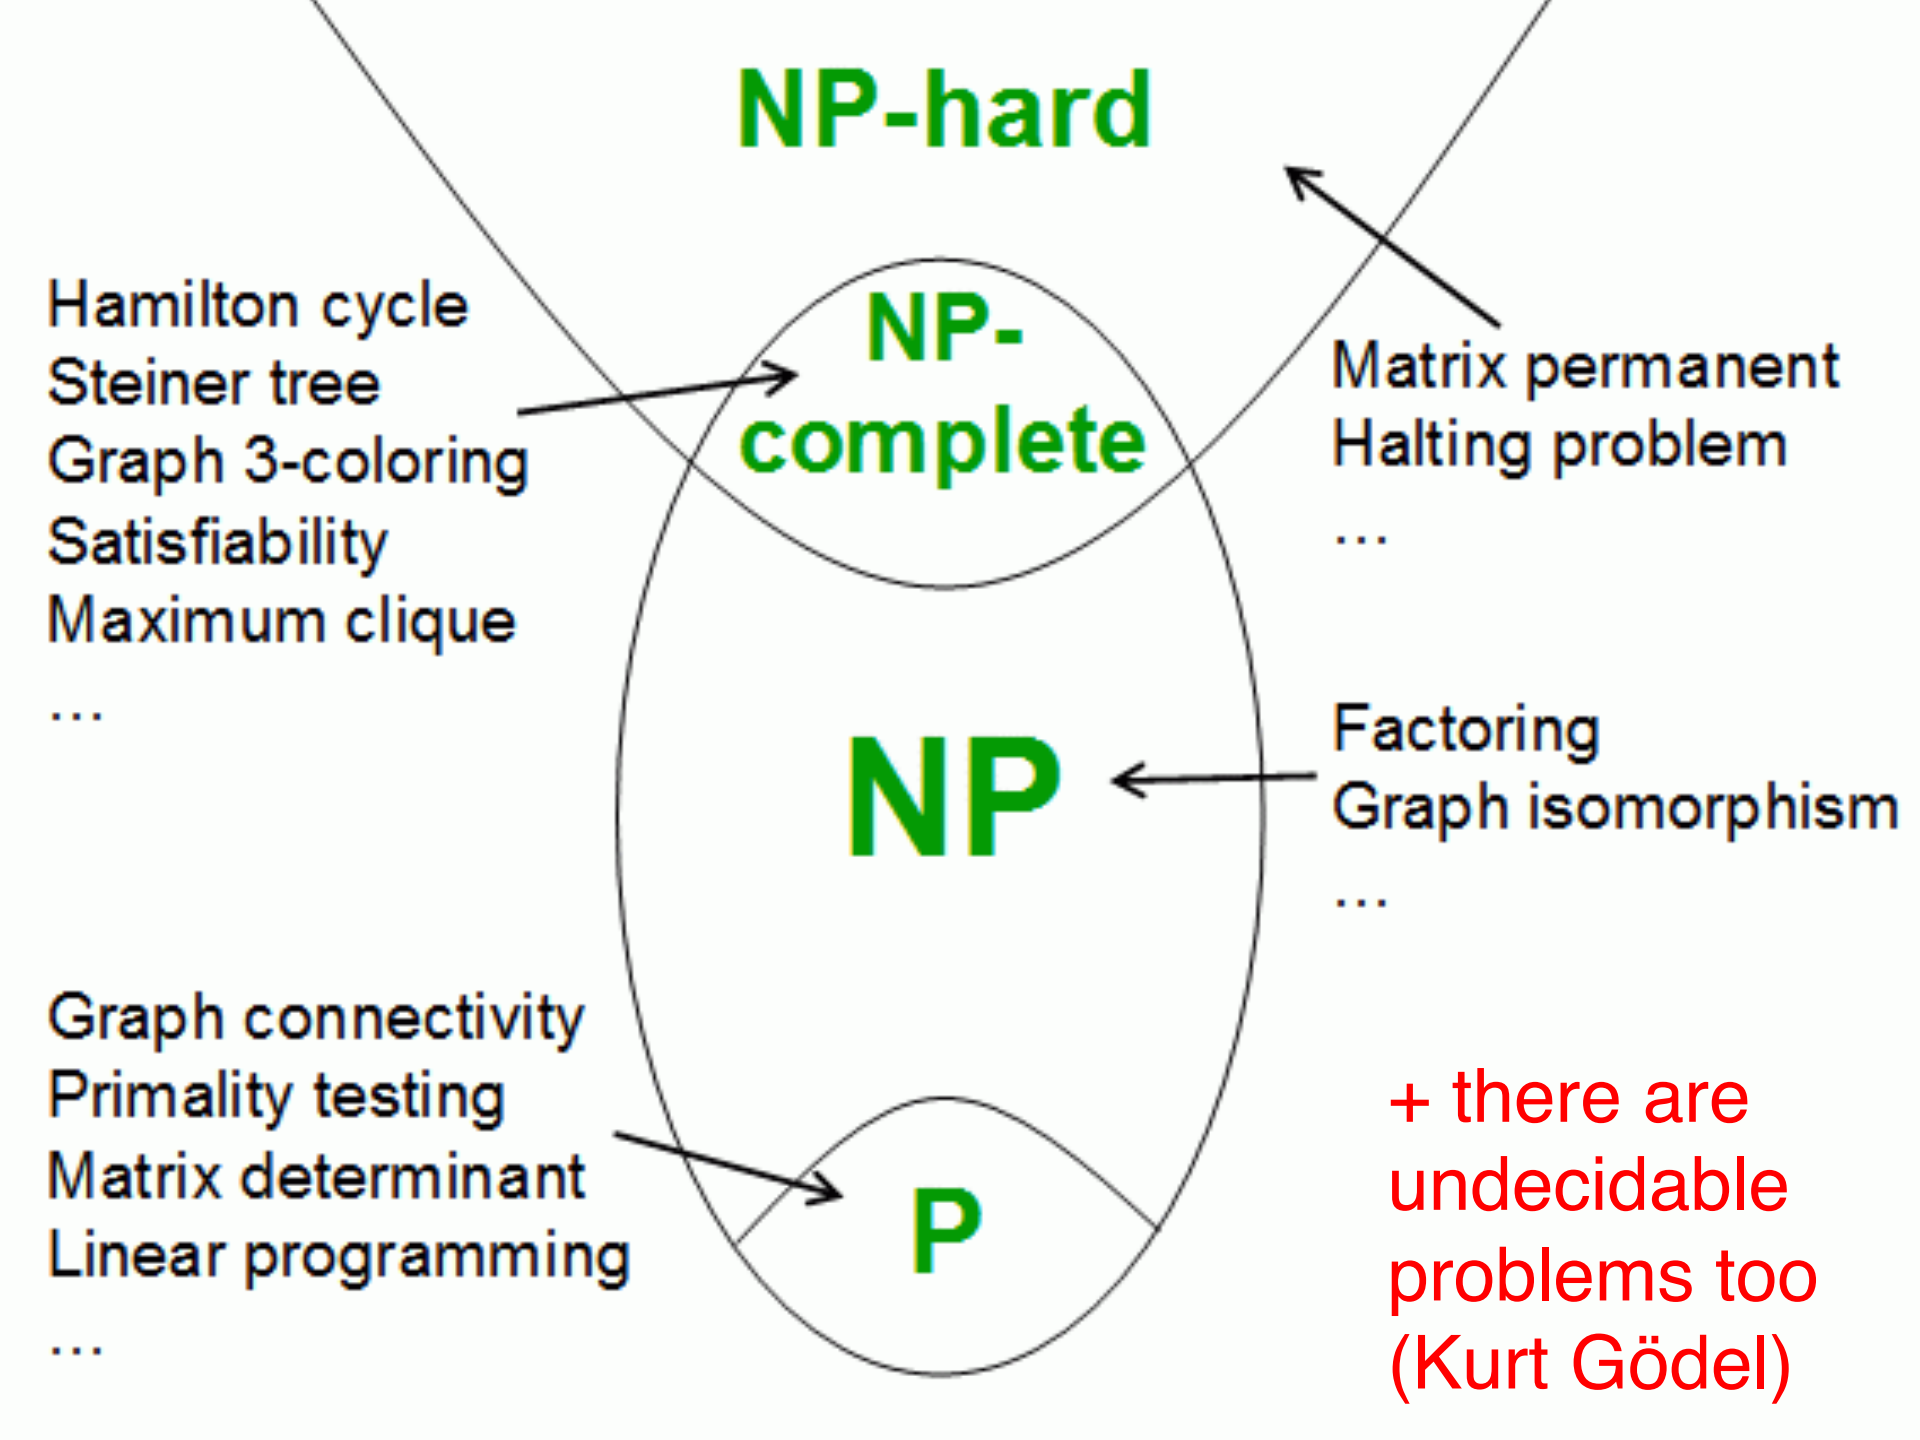 NP-hard
Hamilton cycle
Steiner tree
Graph 3-coloring
Satisfiability
Maximum clique
…
NP-
complete
Matrix permanent
Halting problem
…
NP
Factoring
Graph isomorphism
…
Graph connectivity
Primality testing
Matrix determinant
Linear programming
…
P
+ there are
undecidable
problems too
(Kurt Gödel)